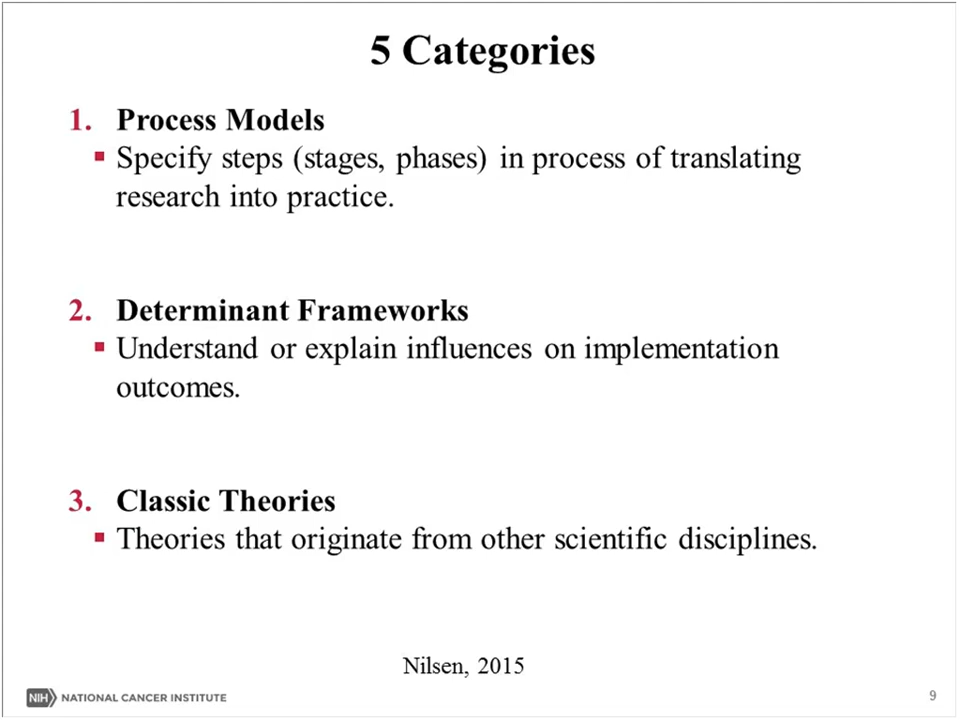 5 Categories
1. Process Models
▪ Specify steps (stages, phases) in process of translating
research into practice.
2. Determinant Frameworks
▪ Understand or explain influences on implementation
outcomes.
3. Classic Theories
▪ Theories that originate from other scientific disciplines.
Nilsen, 2015
NIH NATIONAL CANCER INSTITUTE
9